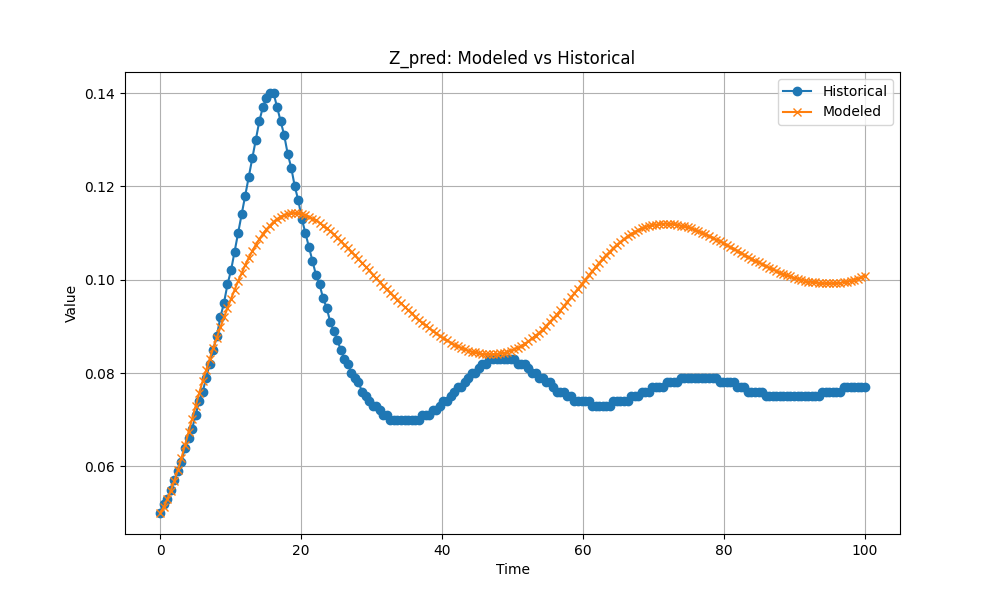 Z_pred: Modeled vs Historical
Historical
Modeled
Value
0.14
0.12
0.10
0.08
0.06
0
20
40
60
80
100
Time